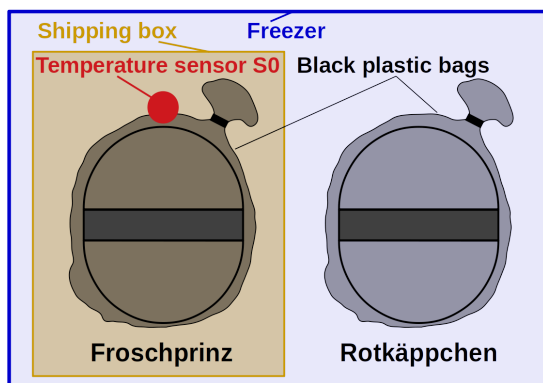 Shipping box
Freezer
Temperature sensor S0
Black plastic bags
Froschprinz
Rotkäppchen